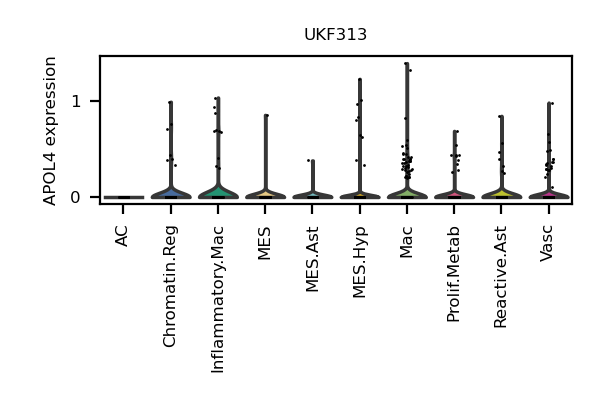 UKF313
APOL4 expression
1
0
AC
Chromatin.Reg
Inflammatory.Mac
MES
MES.Ast
MES.Hyp
Mac
Prolif.Metab
Reactive.Ast
Vasc